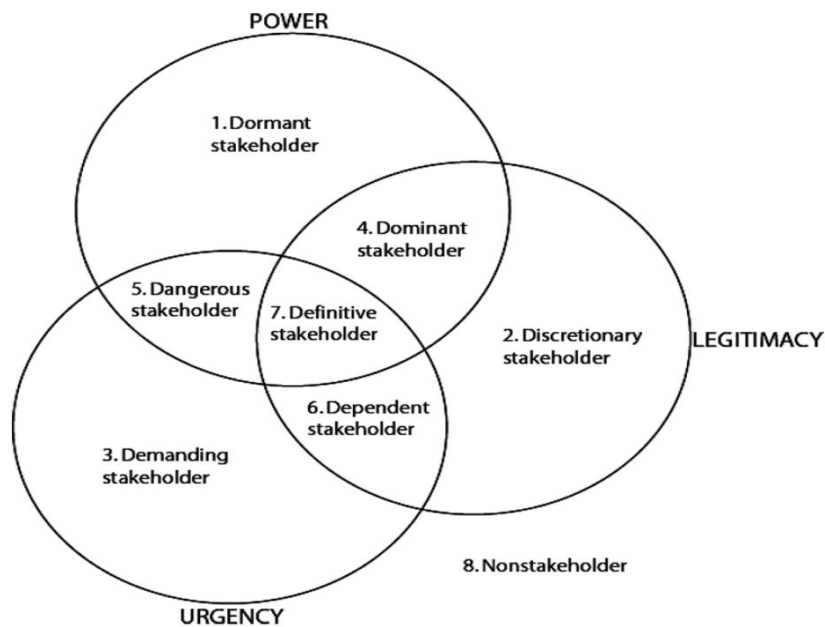 POWER
1. Dormant
stakeholder
4. Dominant
stakeholder
5. Dangerous
stakeholder
7. Definitive
stakeholder
2. Discretionary
stakeholder
LEGITIMACY
6. Dependent
stakeholder
3. Demanding
stakeholder
8. Nonstakeholder
URGENCY